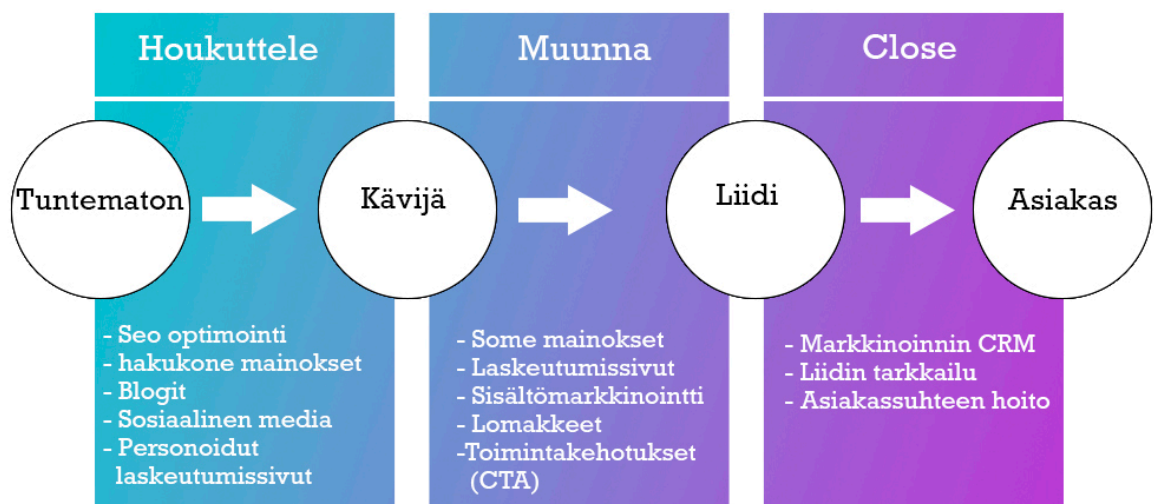 Houkuttele
Muunna
Close
Tuntematon
Kävijä
Liidi
Asiakas
- Seo optimointi
- hakukone mainokset
- Blogit
- Sosiaalinen media
- Personoidut
laskeutumissivut
- Some mainokset
- Laskeutumissivut
- Sisältömarkkinointti
- Lomakkeet
-Toimintakehotukset
(CTA)
- Markkinoinnin CRM
- Liidin tarkkailu
- Asiakassuhteen hoito